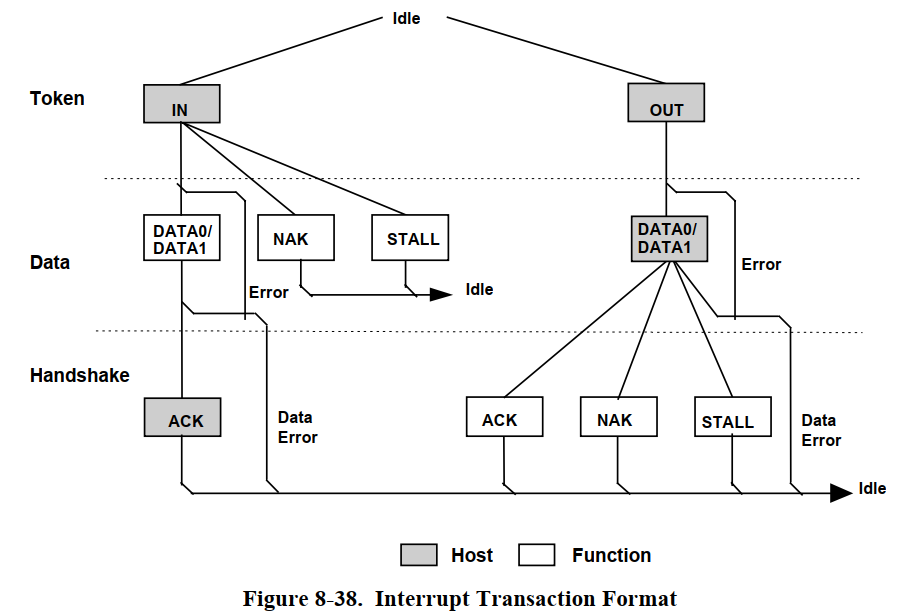 Idle
Token
IN
OUT
Data
DATA0/
DATA1
NAK
STALL
DATA0/
DATA1
Error
Error
Idle
Handshake
ACK
Data
Error
ACK
NAK
STALL
Data
Error
Idle
Host
Function
Figure 8-38. Interrupt Transaction Format